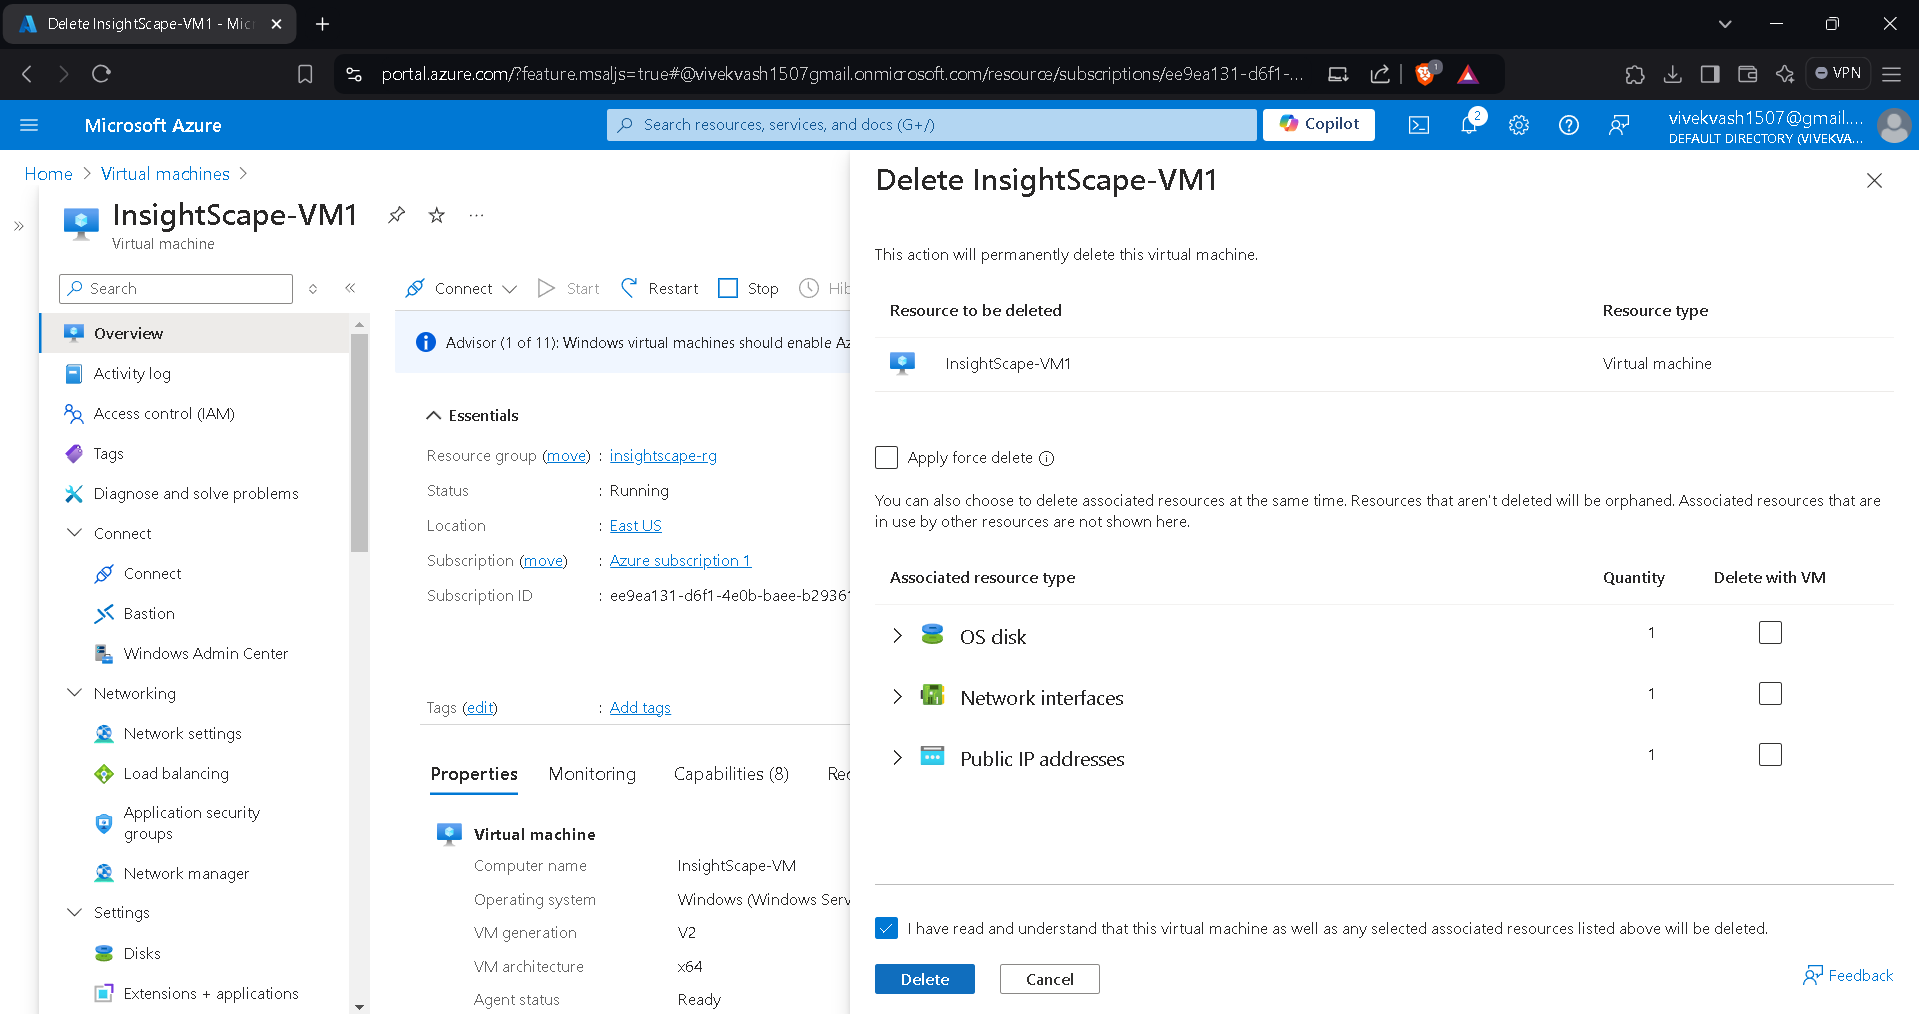 Delete InsightScape-VM1 - Mic
portal.azure.com/?feature.msaljs=true#@vivekvash1507gmail.onmicrosoft.com/resource/subscriptions/ee9ea131-d6f1-...
1
VPN
Microsoft Azure
Search resources, services, and docs (G+/)
Copilot
2
vivekvash1507@gmail....
DEFAULT DIRECTORY (VIVEKVA...
Home > Virtual machines >
InsightScape-VM1
...
Virtual machine
Search
Overview
Activity log
Access control (IAM)
Tags
Diagnose and solve problems
Connect
Connect
Bastion
Windows Admin Center
Networking
Network settings
Load balancing
Application security
groups
Network manager
Settings
Disks
Extensions + applications
Connect
Start
Restart
Stop
Hib
Advisor (1 of 11): Windows virtual machines should enable Az
Essentials
Resource group (move) : insightscape-rg
Status : Running
Location : East US
Subscription (move) : Azure subscription 1
Subscription ID : ee9ea131-d6f1-4e0b-baee-b29361
Tags (edit) : Add tags
Properties
Monitoring
Capabilities (8)
Rec
Virtual machine
Computer name InsightScape-VM
Operating system Windows (Windows Serv
VM generation V2
VM architecture x64
Agent status Ready
Delete InsightScape-VM1
This action will permanently delete this virtual machine.
Resource to be deleted Resource type
InsightScape-VM1 Virtual machine
Apply force delete
You can also choose to delete associated resources at the same time. Resources that aren't deleted will be orphaned. Associated resources that are
in use by other resources are not shown here.
Associated resource type Quantity Delete with VM
OS disk 1
Network interfaces 1
Public IP addresses 1
I have read and understand that this virtual machine as well as any selected associated resources listed above will be deleted.
Delete
Cancel
Feedback